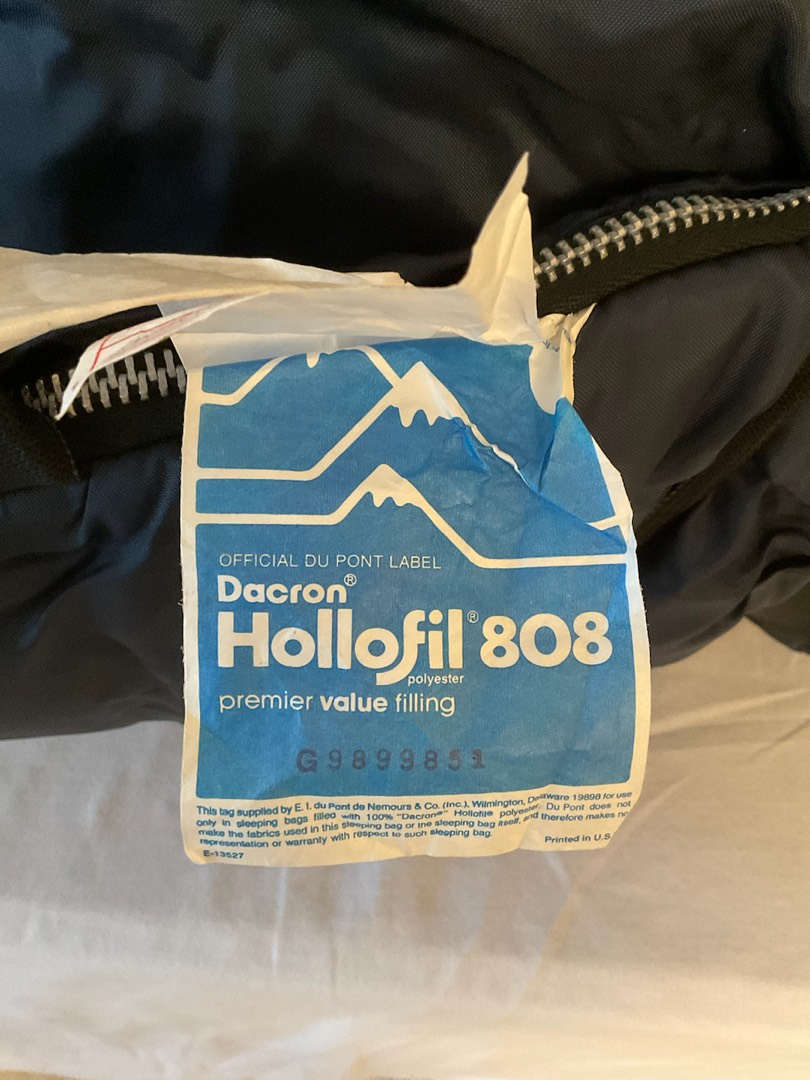 OFFICIAL DU PONT LABEL
Dacron®
Hollofil® 808
polyester
premier value filling
G9899851
This tag supplied by E. I. du Pont de Nemours & Co. (Inc.), Wilmington, Delaware 19898 for use
only in sleeping bags filled with 100% "Dacron®" Hollofil® polyester. Du Pont does not
make the fabrics used in this sleeping bag or the sleeping bag itself, and therefore makes no
representation or warranty with respect to such sleeping bag.
Printed in U.S.
E-13527